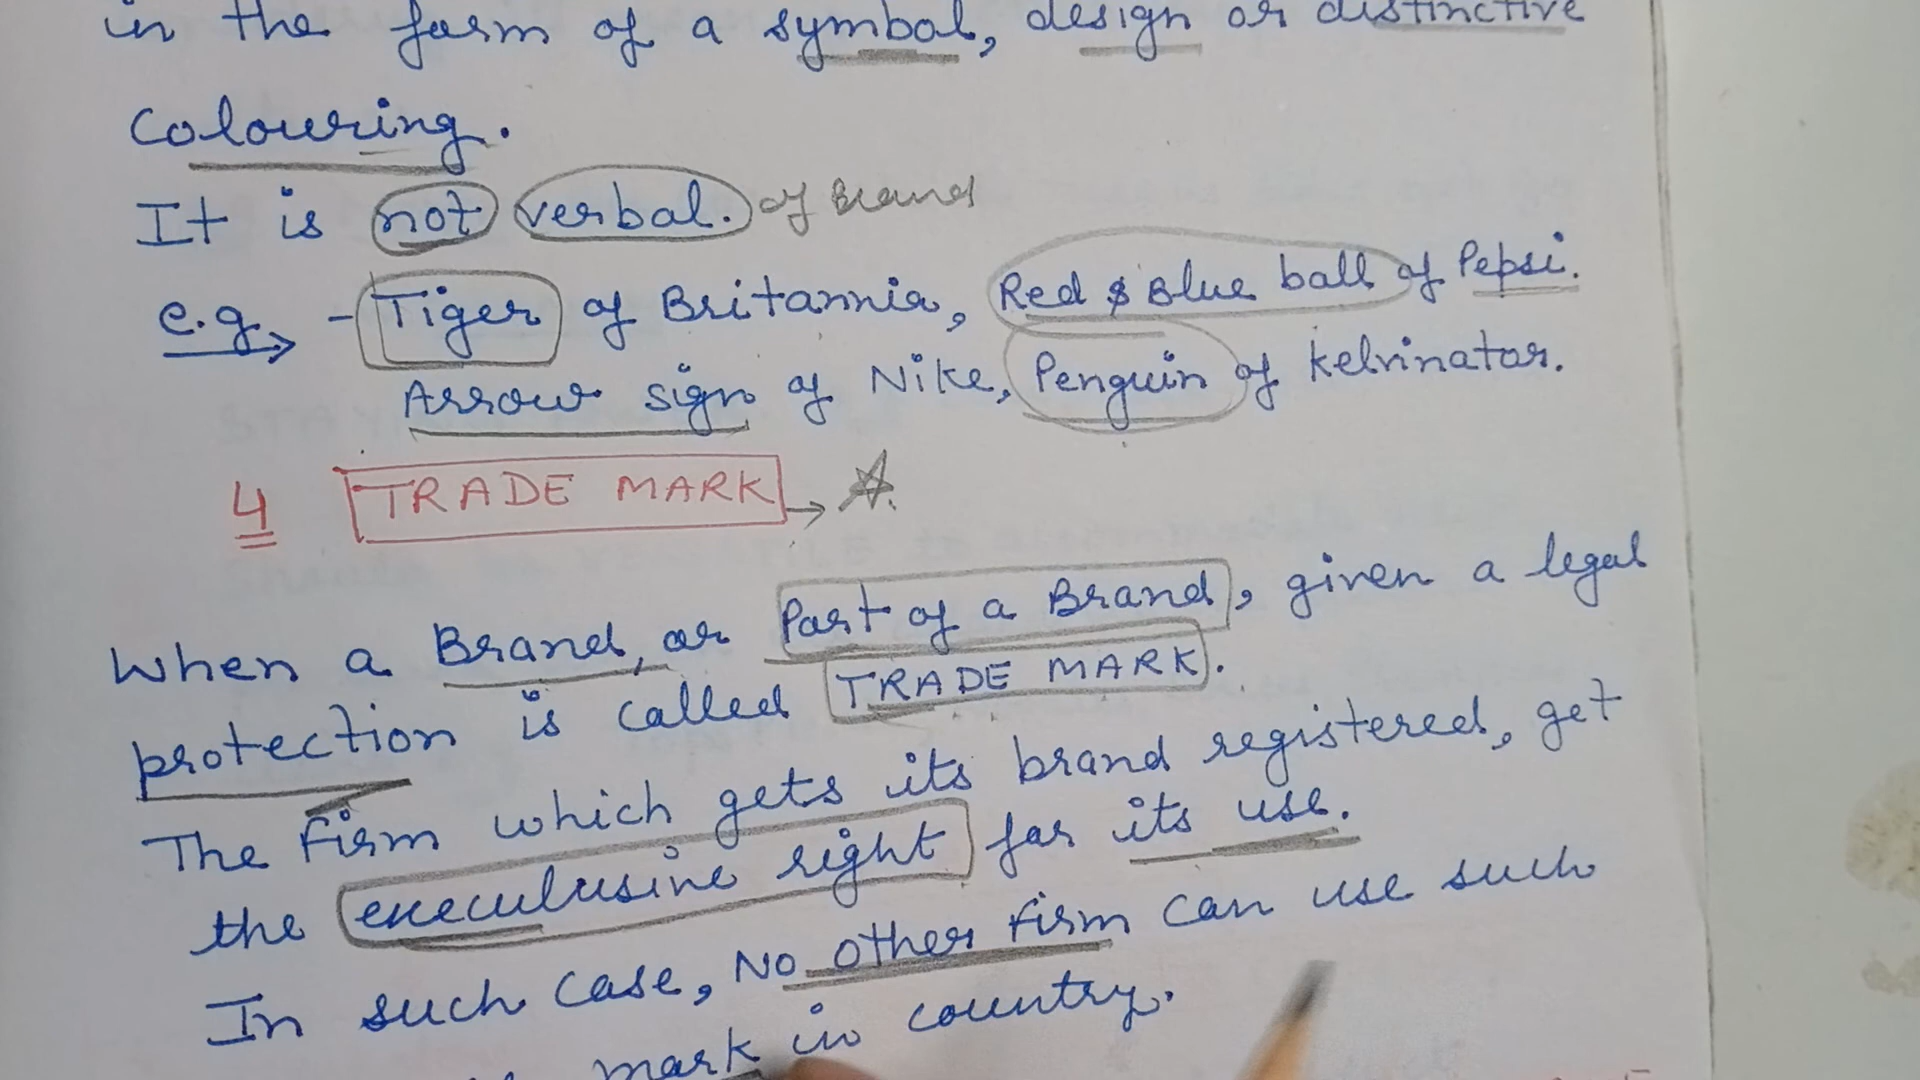 in the form of a symbol, design or distinctive
colouring.
It is not verbal. of Brand
e.g → - Tiger of Britannia, Red & Blue ball of Pepsi.
Arrow sign of Nike, Penguin of kelvinator.
4 TRADE MARK →
When a Brand, or Part of a Brand, given a legal
protection is called TRADE MARK.
The firm which gets its brand registered, get
the execulusive right for its use.
In such case, No other firm can use such
mark in country.